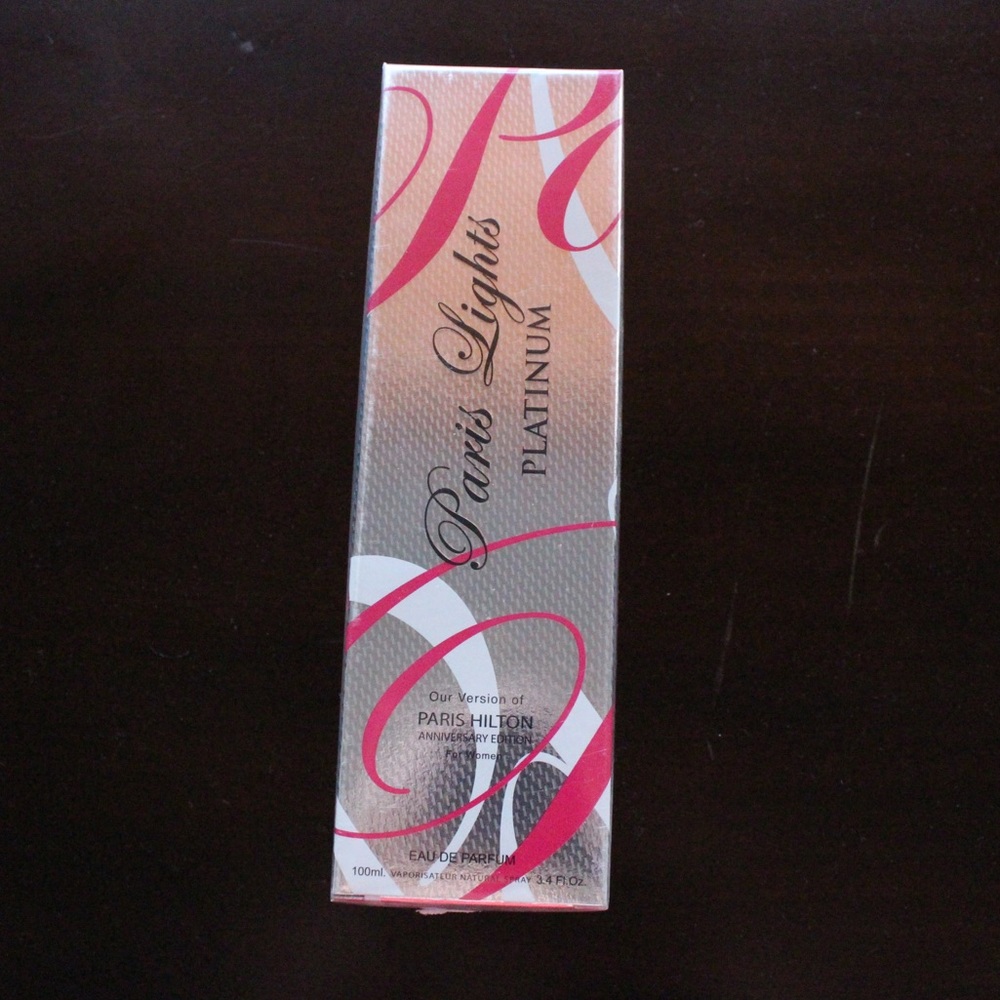 Paris Lights
PLATINUM
Our Version of
PARIS HILTON
ANNIVERSARY EDITION
For Women
EAU DE PARFUM
100ml. VAPORISATEUR NATURAL SPRAY 3.4 Fl.Oz.